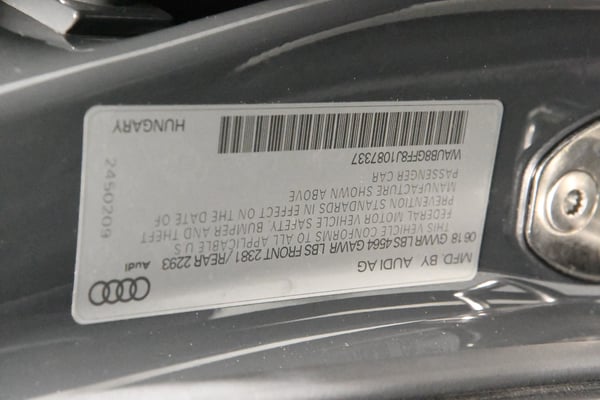 MFD. BY AUDI AG
06.18 GVWR LBS 4564 GAWR LBS FRONT 2381 / REAR 2293
THIS VEHICLE CONFORMS TO ALL APPLICABLE U S
FEDERAL MOTOR VEHICLE SAFETY, BUMPER AND THEFT
PREVENTION STANDARDS IN EFFECT ON THE DATE OF
MANUFACTURE SHOWN ABOVE
PASSENGER CAR
WAUB8GFF8J1087337
Audi
2450209
HUNGARY